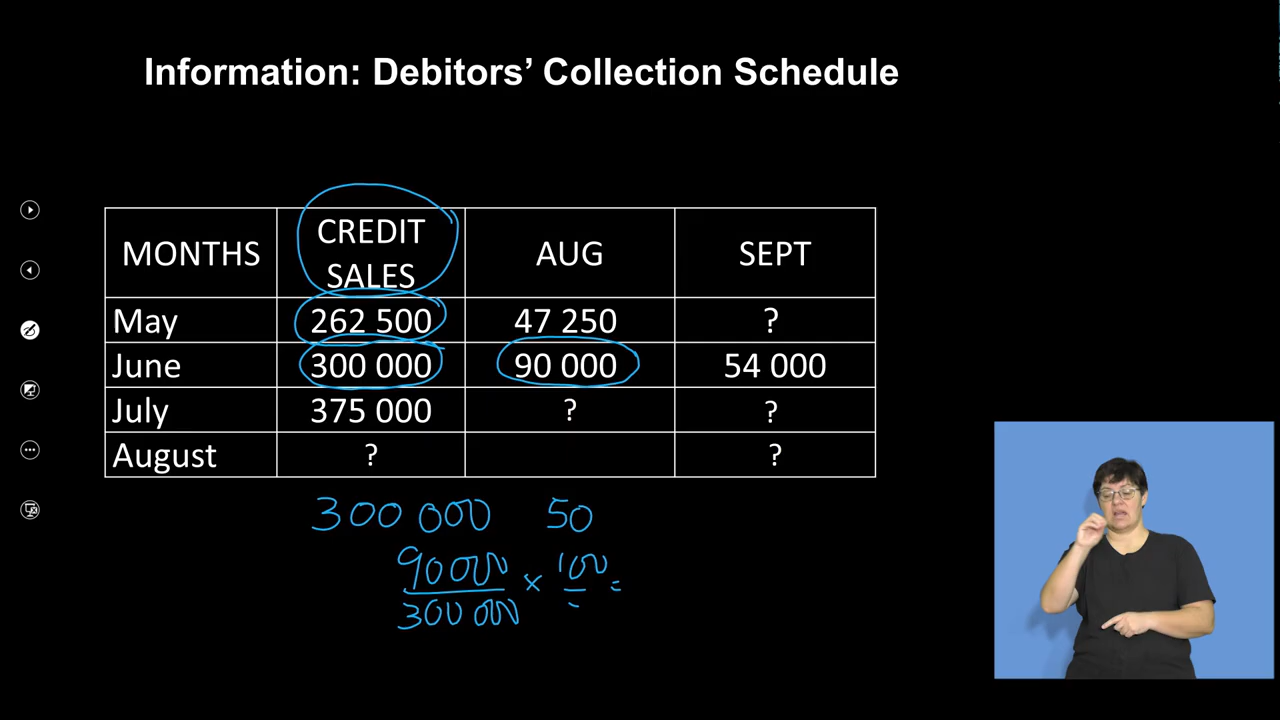 Information: Debitors’ Collection Schedule
MONTHS CREDIT SALES AUG SEPT
May 262 500 47 250 ?
June 300 000 90 000 54 000
July 375 000 ? ?
August ? ?
300 000 50
90 000 × 100 =
300 000